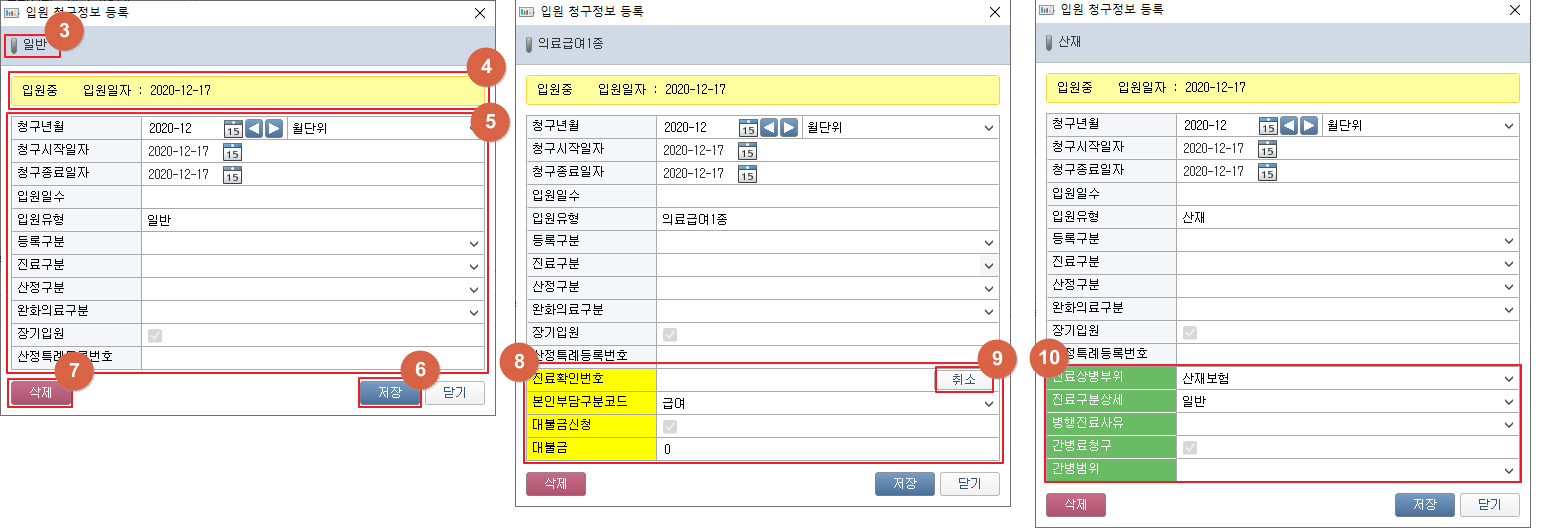 입원 청구정보 등록
3
일반
4
입원중 입원일자 : 2020-12-17
5
청구년월 2020-12 15 월단위
청구시작일자 2020-12-17 15
청구종료일자 2020-12-17 15
입원일수
입원유형 일반
등록구분
진료구분
산정구분
완화의료구분
장기입원
산정특례등록번호
7
6
삭제 저장 닫기
입원 청구정보 등록
의료급여1종
입원중 입원일자 : 2020-12-17
청구년월 2020-12 15 월단위
청구시작일자 2020-12-17 15
청구종료일자 2020-12-17 15
입원일수
입원유형 의료급여1종
등록구분
진료구분
산정구분
완화의료구분
장기입원
산정특례등록번호
8
9
진료확인번호 취소
본인부담구분코드 급여
대불금신청
대불금 0
삭제 저장 닫기
입원 청구정보 등록
산재
입원중 입원일자 : 2020-12-17
청구년월 2020-12 15 월단위
청구시작일자 2020-12-17 15
청구종료일자 2020-12-17 15
입원일수
입원유형 산재
등록구분
진료구분
산정구분
완화의료구분
장기입원
산정특례등록번호
10
진료상병부위 산재보험
진료구분상세 일반
병행진료사유
간병료청구
간병범위
삭제 저장 닫기